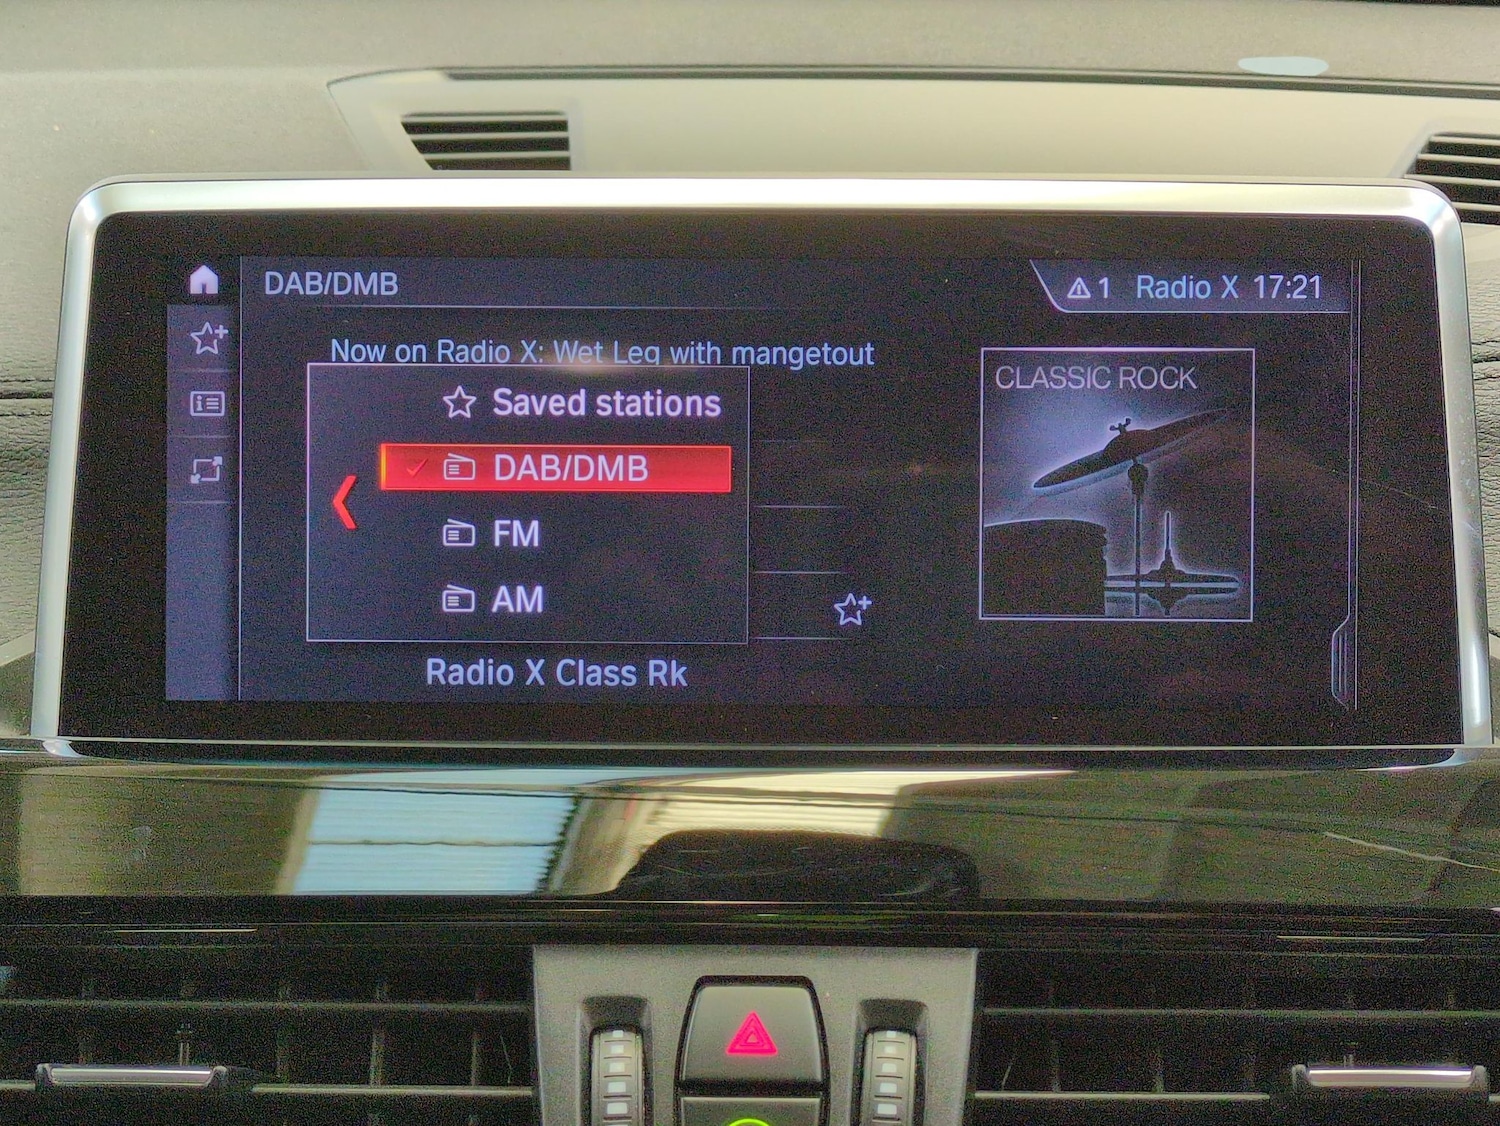 DAB/DMB
1 Radio X 17:21
Now on Radio X: Wet Leg with mangetout
CLASSIC ROCK
Saved stations
DAB/DMB
FM
AM
Radio X Class Rk